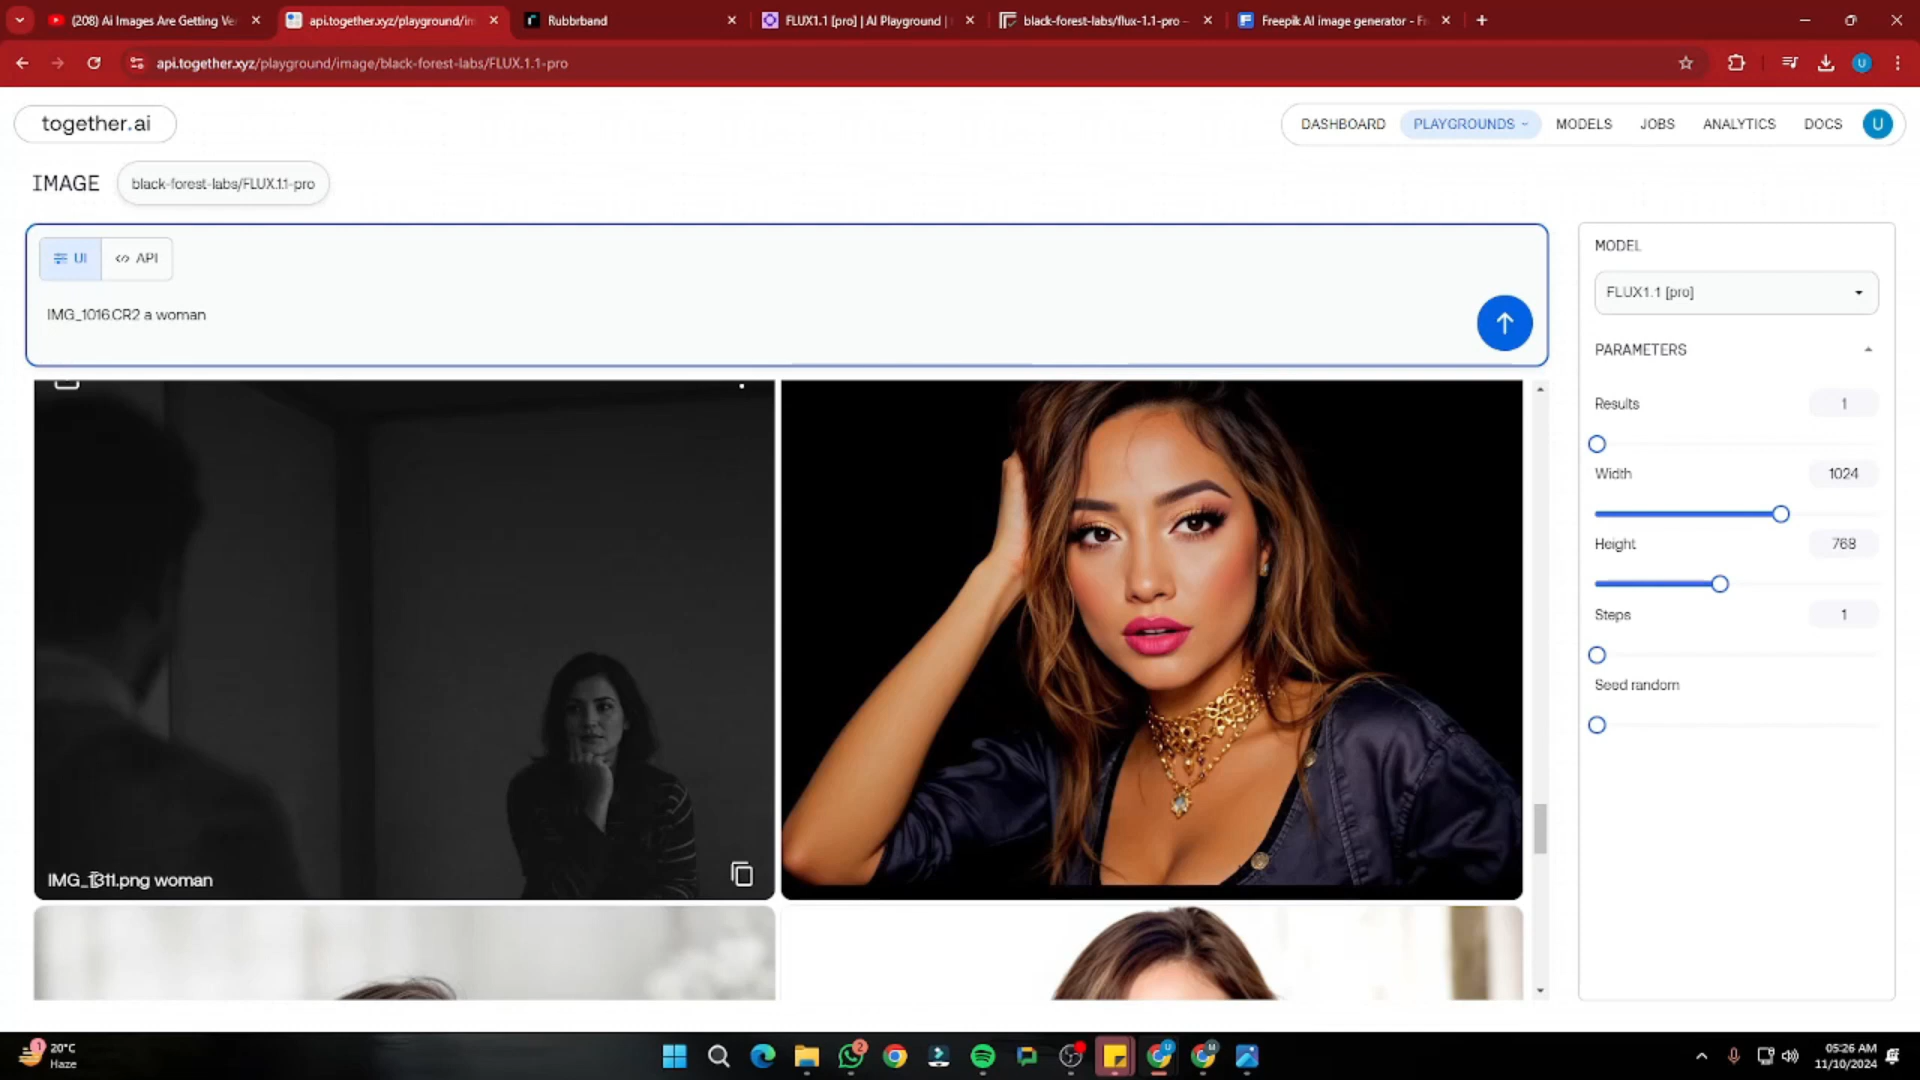 (208) Ai Images Are Getting Ve
api.together.xyz/playground/im
Rubbrband
FLUX1.1 [pro] | AI Playground |
black-forest-labs/flux-1.1-pro –
Freepik AI image generator - Fr
api.together.xyz/playground/image/black-forest-labs/FLUX.1.1-pro
U
together.ai
DASHBOARD
PLAYGROUNDS
MODELS
JOBS
ANALYTICS
DOCS
U
IMAGE
black-forest-labs/FLUX.1.1-pro
UI
API
IMG_1016.CR2 a woman
MODEL
FLUX1.1 [pro]
PARAMETERS
Results
1
Width
1024
Height
768
Steps
1
Seed random
IMG_1311.png woman
1
20°C
Haze
2
U
M
05:26 AM
11/10/2024